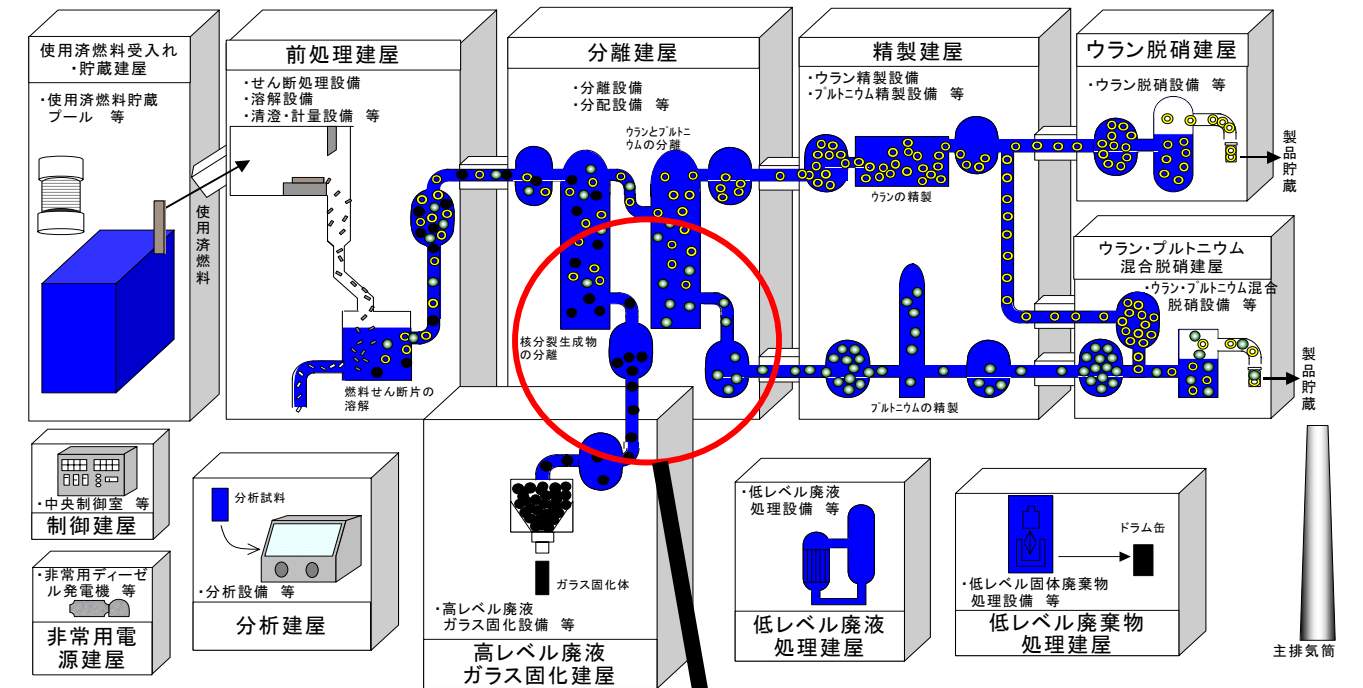 使用済燃料受入れ
・貯蔵建屋
・使用済燃料貯蔵
プール 等
使用済燃料
前処理建屋
・せん断処理設備
・溶解設備
・清澄・計量設備 等
燃料せん断片の
溶解
分離建屋
・分離設備
・分配設備 等
ウランとプルトニ
ウムの分離
核分裂生成物
の分離
精製建屋
・ウラン精製設備
・プルトニウム精製設備 等
ウランの精製
プルトニウムの精製
ウラン脱硝建屋
・ウラン脱硝設備 等
製品貯蔵
ウラン・プルトニウム
混合脱硝建屋
・ウラン・プルトニウム混合
脱硝設備 等
製品貯蔵
・中央制御室 等
制御建屋
・非常用ディーゼ
ル発電機 等
非常用電
源建屋
分析試料
・分析設備 等
分析建屋
ガラス固化体
・高レベル廃液
ガラス固化設備 等
高レベル廃液
ガラス固化建屋
・低レベル廃液
処理設備 等
低レベル廃液
処理建屋
ドラム缶
・低レベル固体廃棄物
処理設備 等
低レベル廃棄物
処理建屋
主排気筒